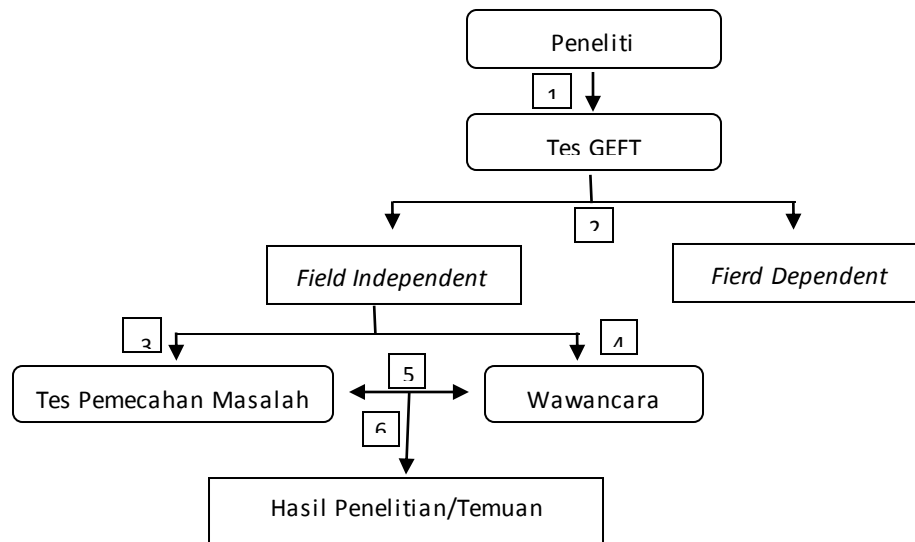 Peneliti
1
Tes GEFT
2
Field Independent
Fierd Dependent
3
4
Tes Pemecahan Masalah
5
Wawancara
6
Hasil Penelitian/Temuan